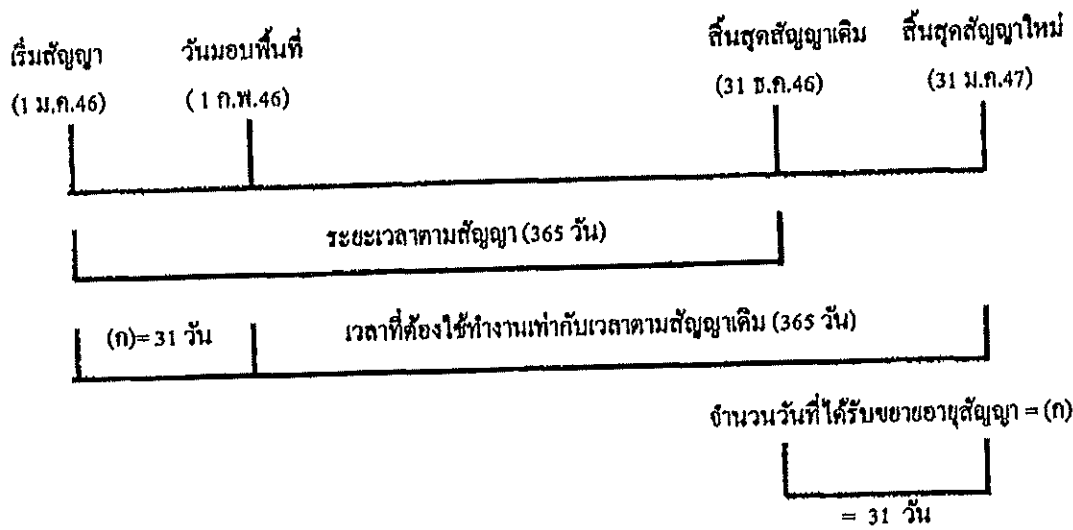 เริ่มสัญญา วันมอบพื้นที่ สิ้นสุดสัญญาเดิม สิ้นสุดสัญญาใหม่
(1 ม.ค.46) ( 1 ก.พ.46) (31 ธ.ค.46) (31 ม.ค.47)
ระยะเวลาตามสัญญา (365 วัน)
(ก)= 31 วัน เวลาที่ต้องใช้ทำงานเท่ากับเวลาตามสัญญาเดิม (365 วัน)
จำนวนวันที่ได้รับขยายอายุสัญญา = (ก)
= 31 วัน